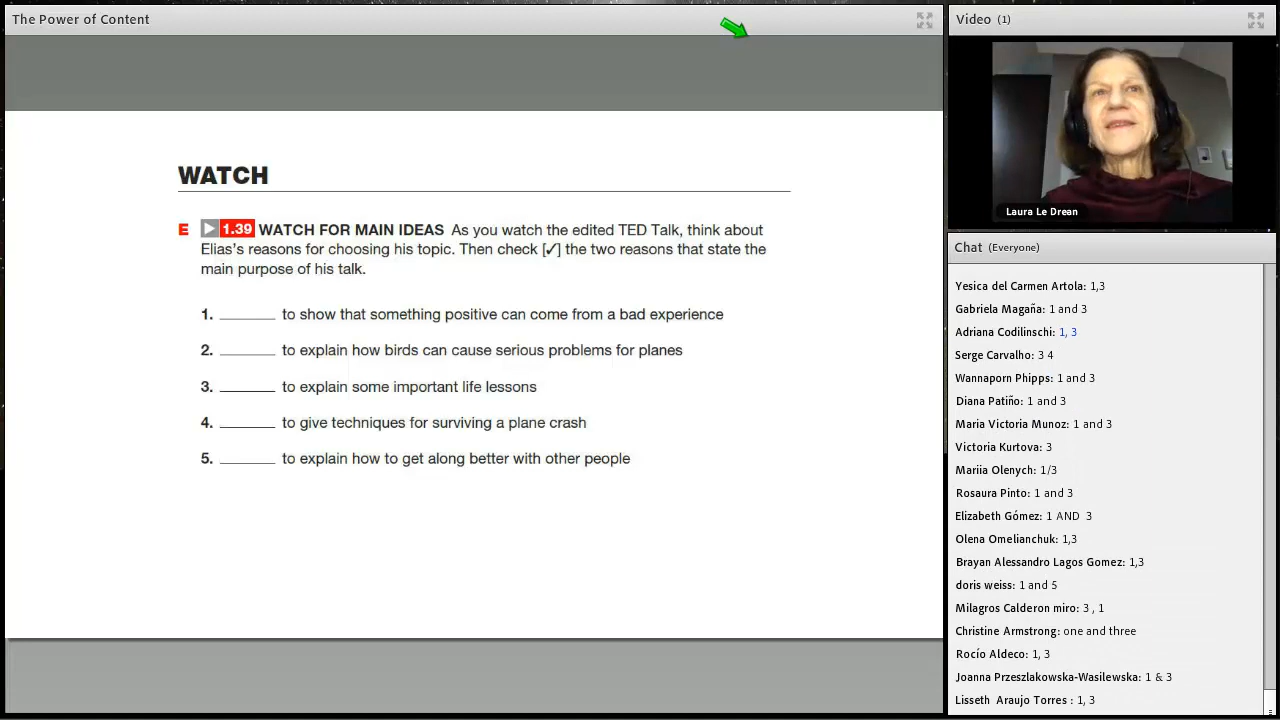 The Power of Content
WATCH
E 1.39 WATCH FOR MAIN IDEAS As you watch the edited TED Talk, think about
Elias's reasons for choosing his topic. Then check [✓] the two reasons that state the
main purpose of his talk.
1. ______ to show that something positive can come from a bad experience
2. ______ to explain how birds can cause serious problems for planes
3. ______ to explain some important life lessons
4. ______ to give techniques for surviving a plane crash
5. ______ to explain how to get along better with other people
Video (1)
Laura Le Drean
Chat (Everyone)
Yesica del Carmen Artola: 1,3
Gabriela Magaña: 1 and 3
Adriana Codilinschi: 1, 3
Serge Carvalho: 3 4
Wannaporn Phipps: 1 and 3
Diana Patiño: 1 and 3
Maria Victoria Munoz: 1 and 3
Victoria Kurtova: 3
Mariia Olenych: 1/3
Rosaura Pinto: 1 and 3
Elizabeth Gómez: 1 AND  3
Olena Omelianchuk: 1,3
Brayan Alessandro Lagos Gomez: 1,3
doris weiss: 1 and 5
Milagros Calderon miro: 3 , 1
Christine Armstrong: one and three
Rocío Aldeco: 1, 3
Joanna Przeszlakowska-Wasilewska: 1 & 3
Lisseth  Araujo Torres : 1, 3